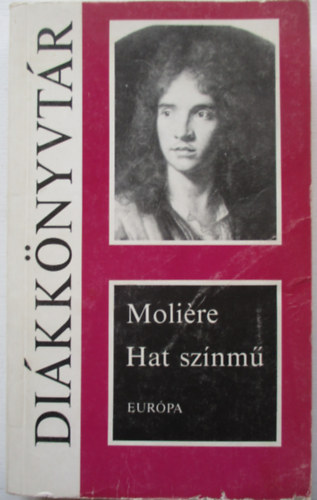 DIÁKKÖNYVTÁR
Molière
Hat színmű
EURÓPA